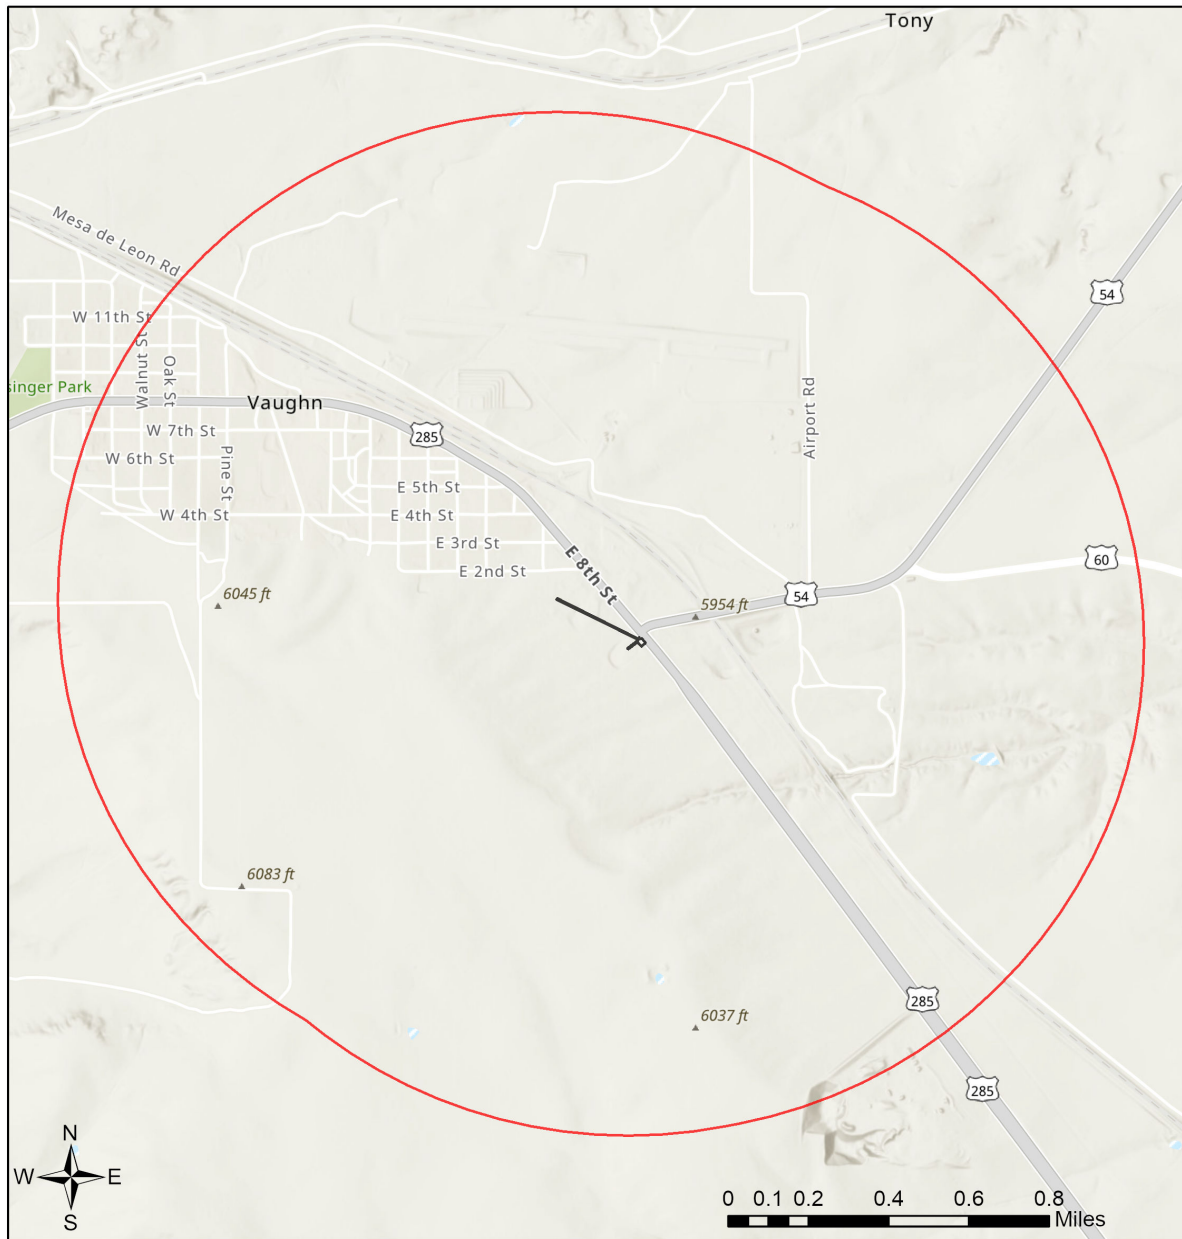 Tony
Mesa de Leon Rd
54
W 11th St
Walnut St
Oak St
singer Park
Vaughn
Airport Rd
W 7th St
285
W 6th St
Pine St
E 5th St
W 4th St
E 4th St
E 3rd St
E 2nd St
E 8th St
60
54
6045 ft
5954 ft
6083 ft
285
6037 ft
285
N
W E
S
0 0.1 0.2 0.4 0.6 0.8
Miles